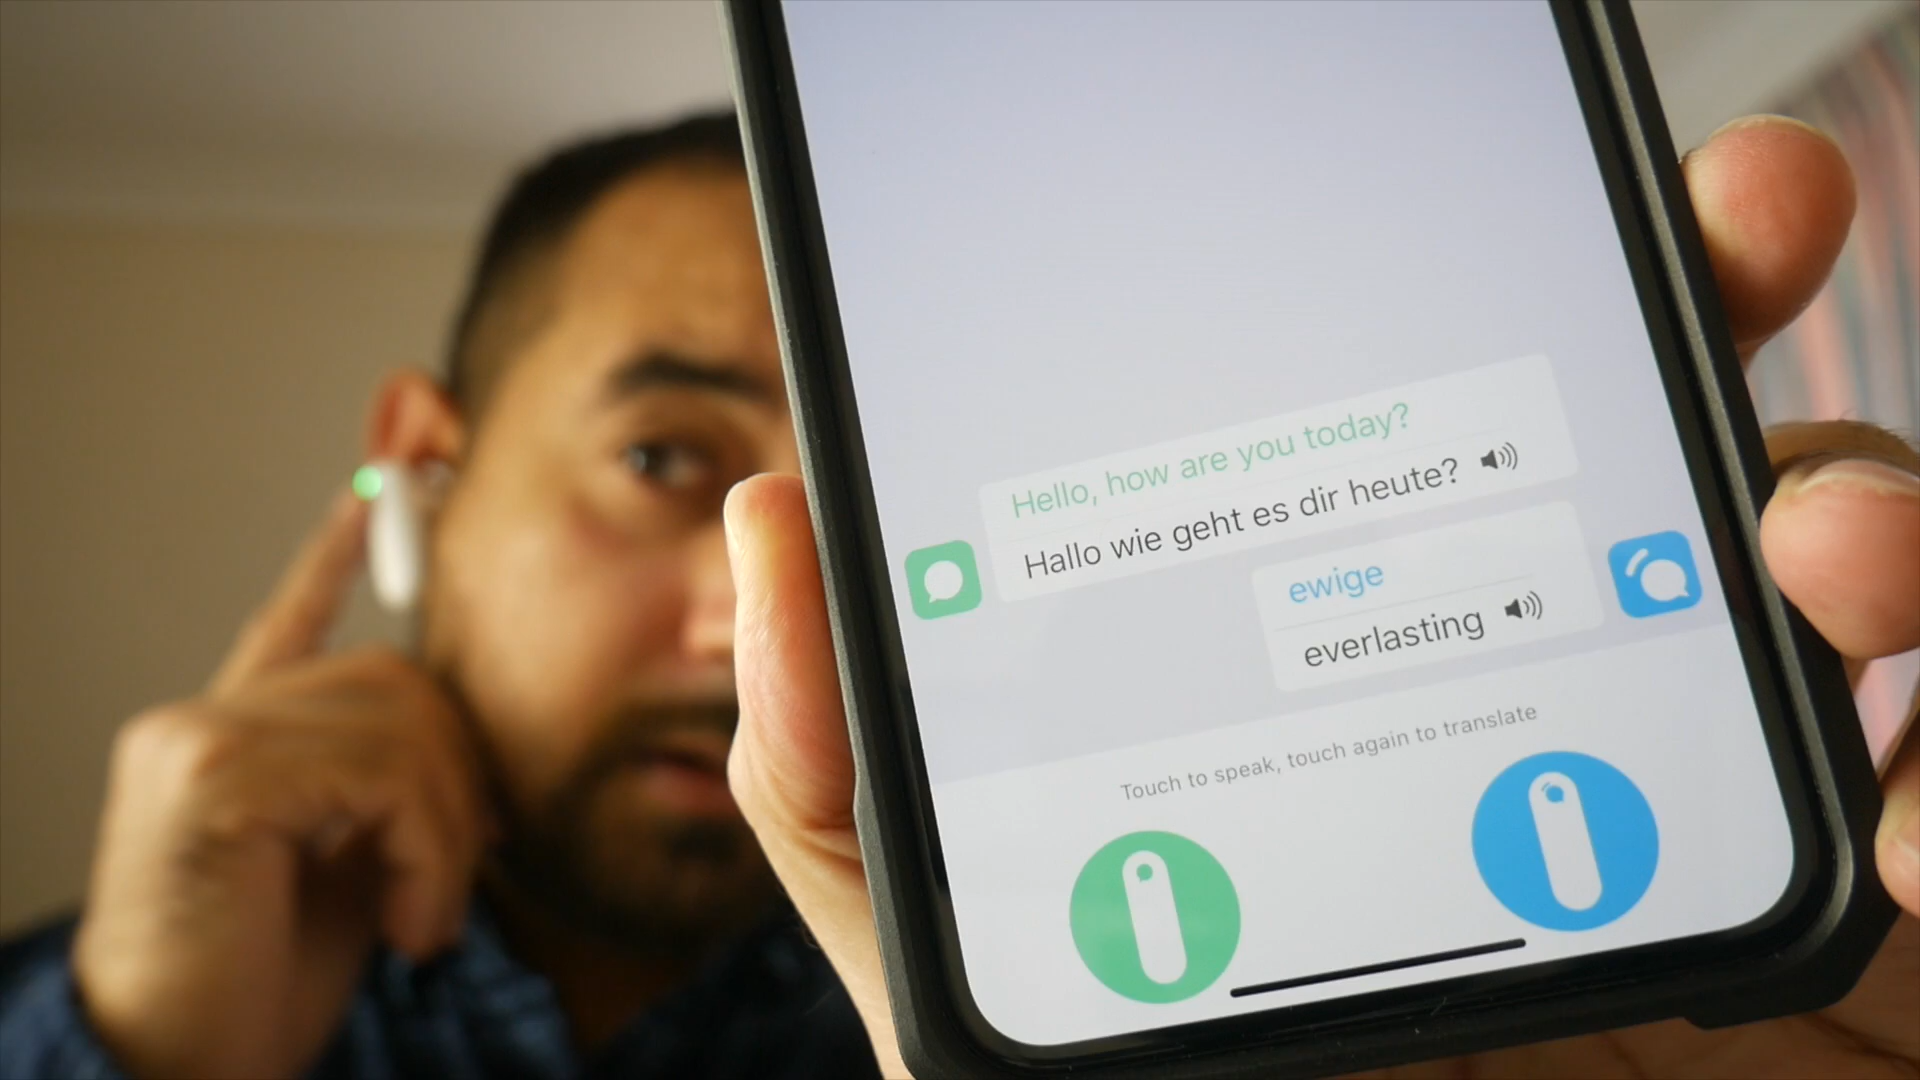 Hello, how are you today?
Hallo wie geht es dir heute?
ewige
everlasting
Touch to speak, touch again to translate